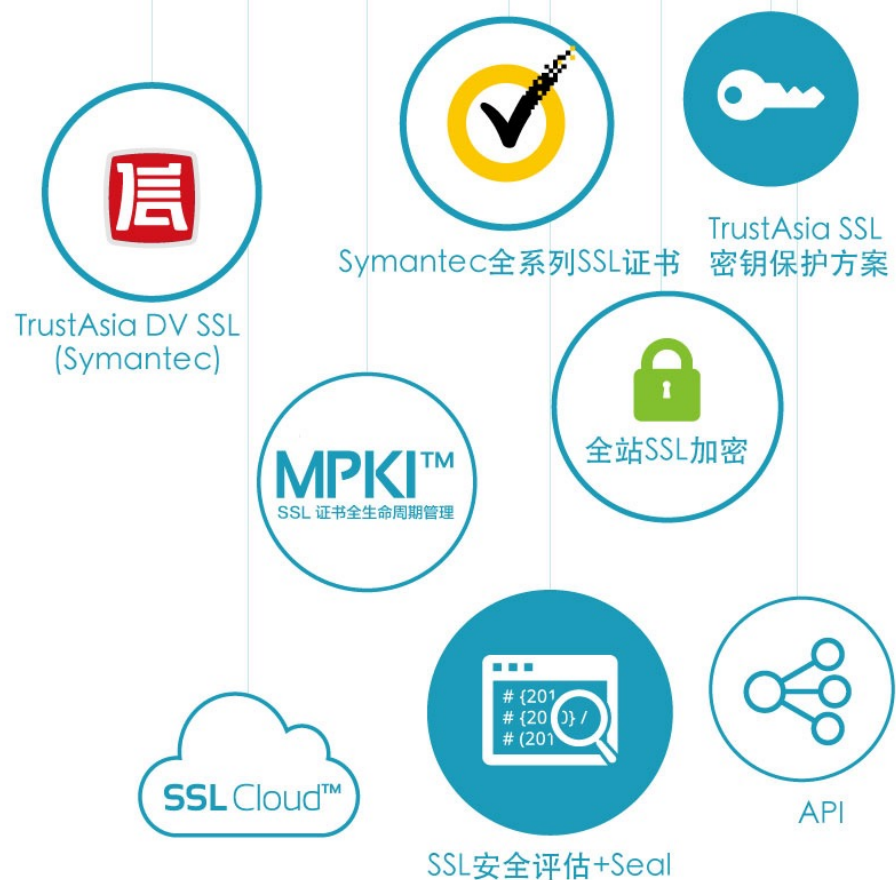 信
TrustAsia DV SSL
(Symantec)
Symantec全系列SSL证书
TrustAsia SSL
密钥保护方案
MPKI™
SSL 证书全生命周期管理
全站SSL加密
SSL Cloud™
# {201
# {20 0} /
# (201
SSL安全评估+Seal
API